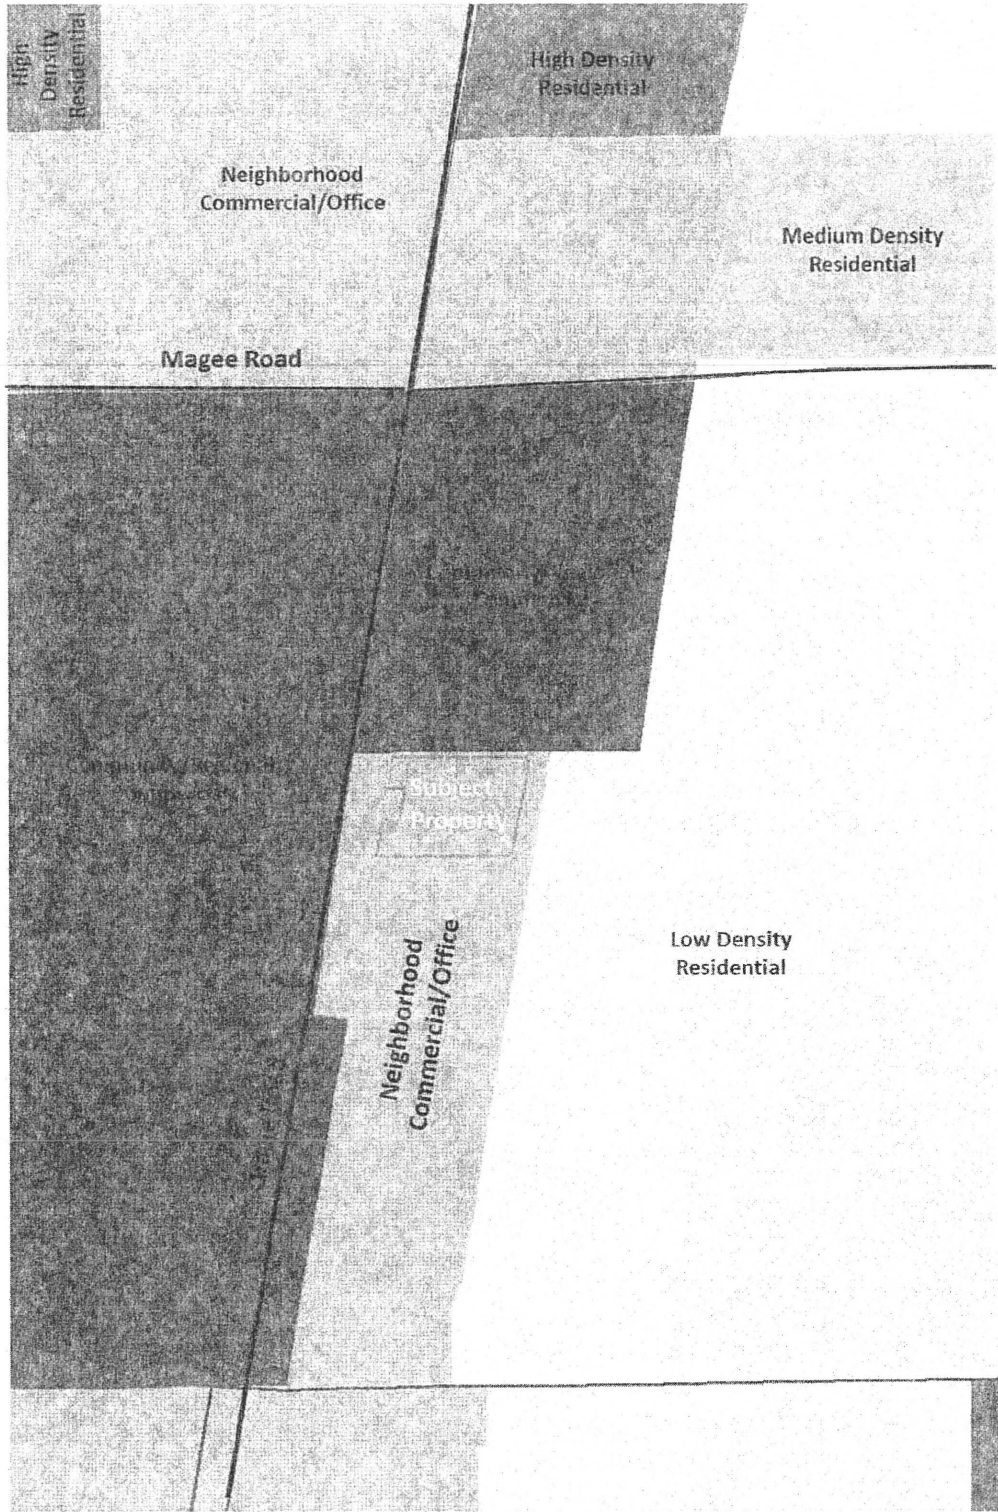 High
Density
Residential
High Density
Residential
Neighborhood
Commercial/Office
Medium Density
Residential
Magee Road
Subject
Property
Neighborhood
Commercial/Office
Low Density
Residential